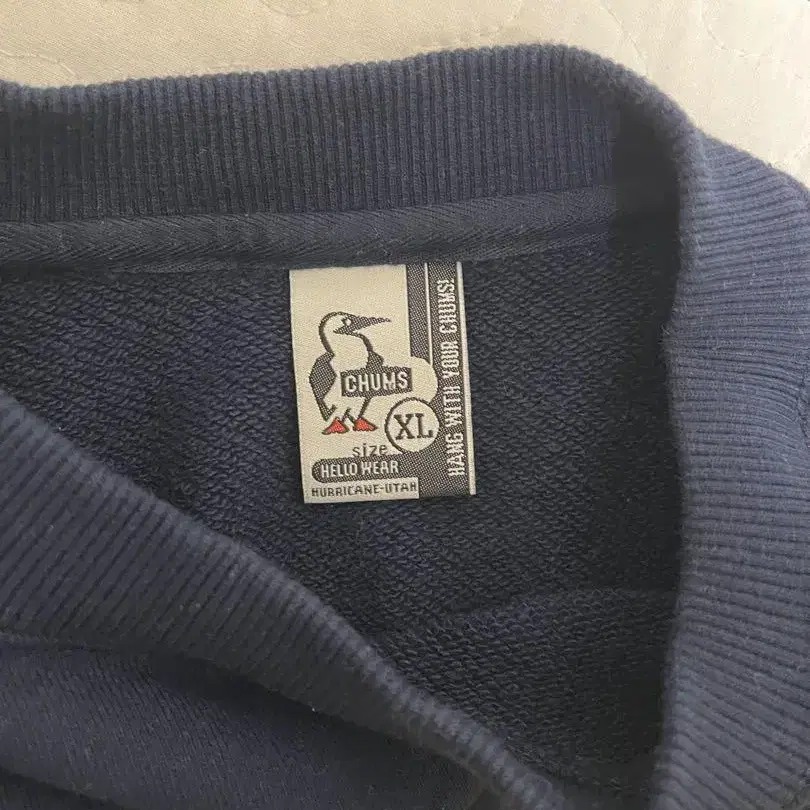 CHUMS
XL
size
HELLO WEAR
HURRICANE-UTAH
HANG WITH YOUR CHUMS!